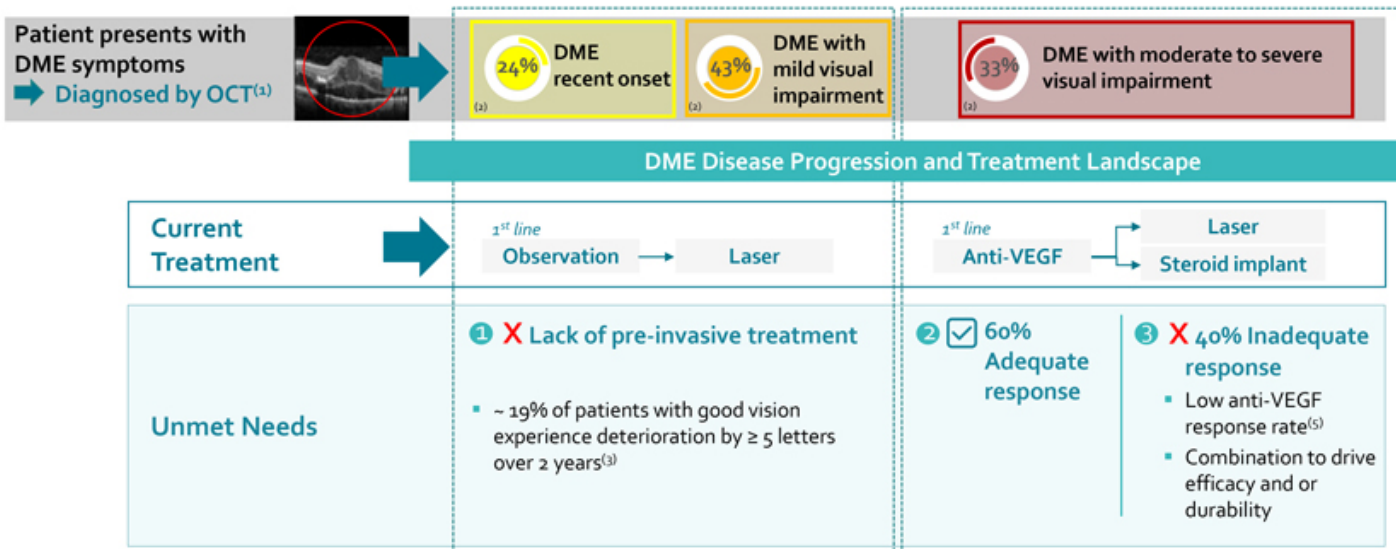 Patient presents with
DME symptoms
Diagnosed by OCT(1)
24%
(2)
DME
recent onset
43%
(2)
DME with
mild visual
impairment
33%
(2)
DME with moderate to severe
visual impairment
DME Disease Progression and Treatment Landscape
Current
Treatment
1st line
Observation
Laser
1st line
Anti-VEGF
Laser
Steroid implant
Unmet Needs
1 X Lack of pre-invasive treatment
▪ ~ 19% of patients with good vision
experience deterioration by ≥ 5 letters
over 2 years(3)
2 60%
Adequate
response
3 X 40% Inadequate
response
▪ Low anti-VEGF
response rate(5)
▪ Combination to drive
efficacy and or
durability